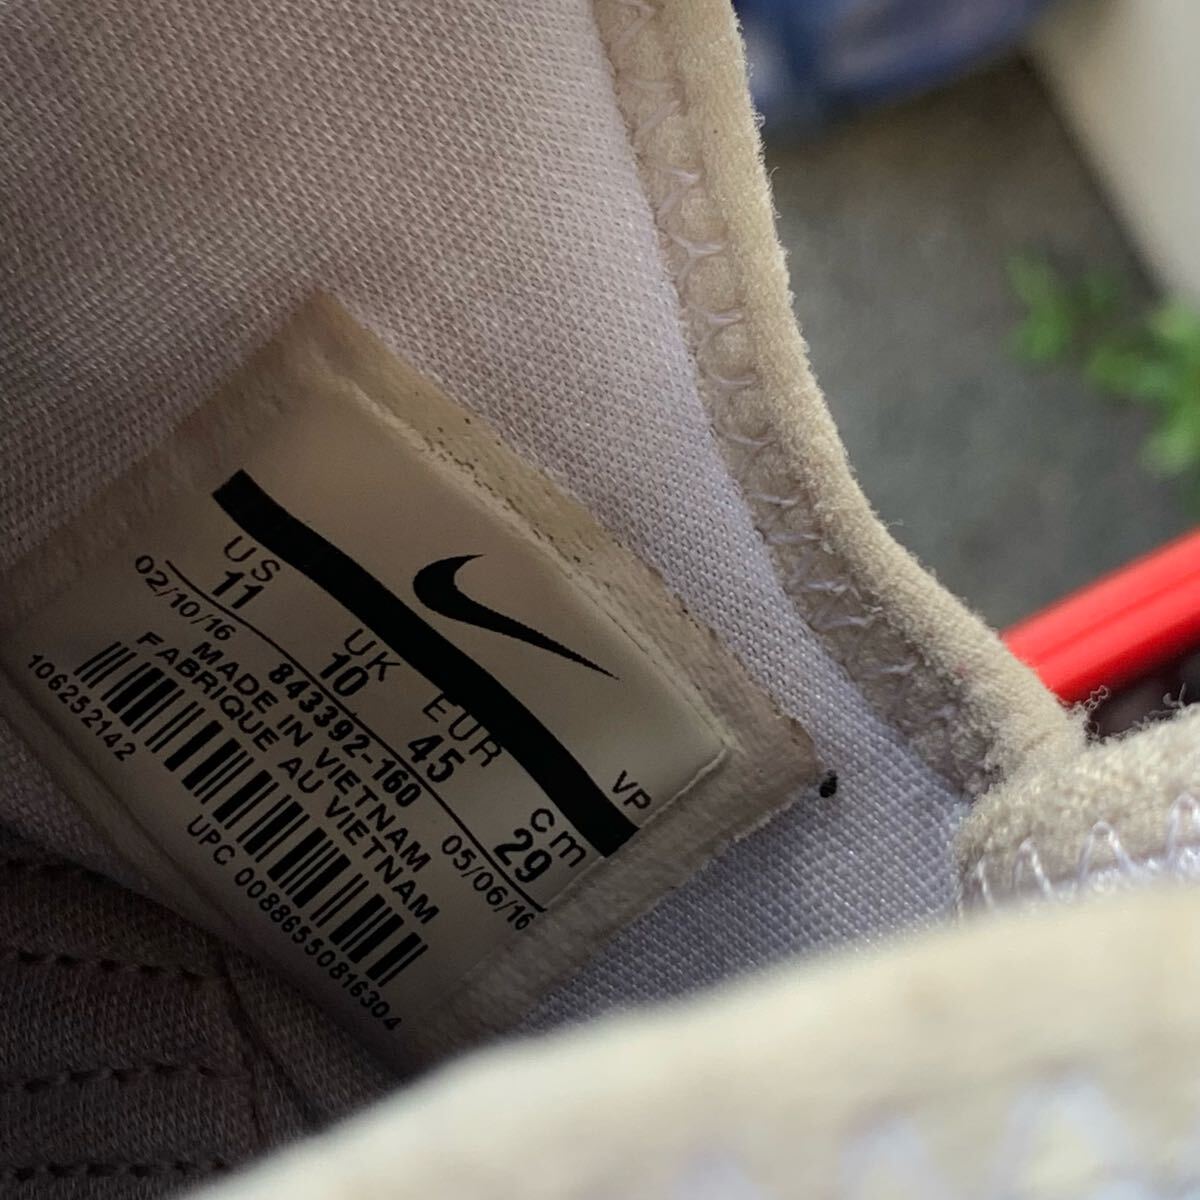 VP
US UK EUR cm
11 10 45 29
02/10/16 843392-160 05/06/16
MADE IN VIETNAM
FABRIQUE AU VIETNAM
106252142
UPC 00886550816304